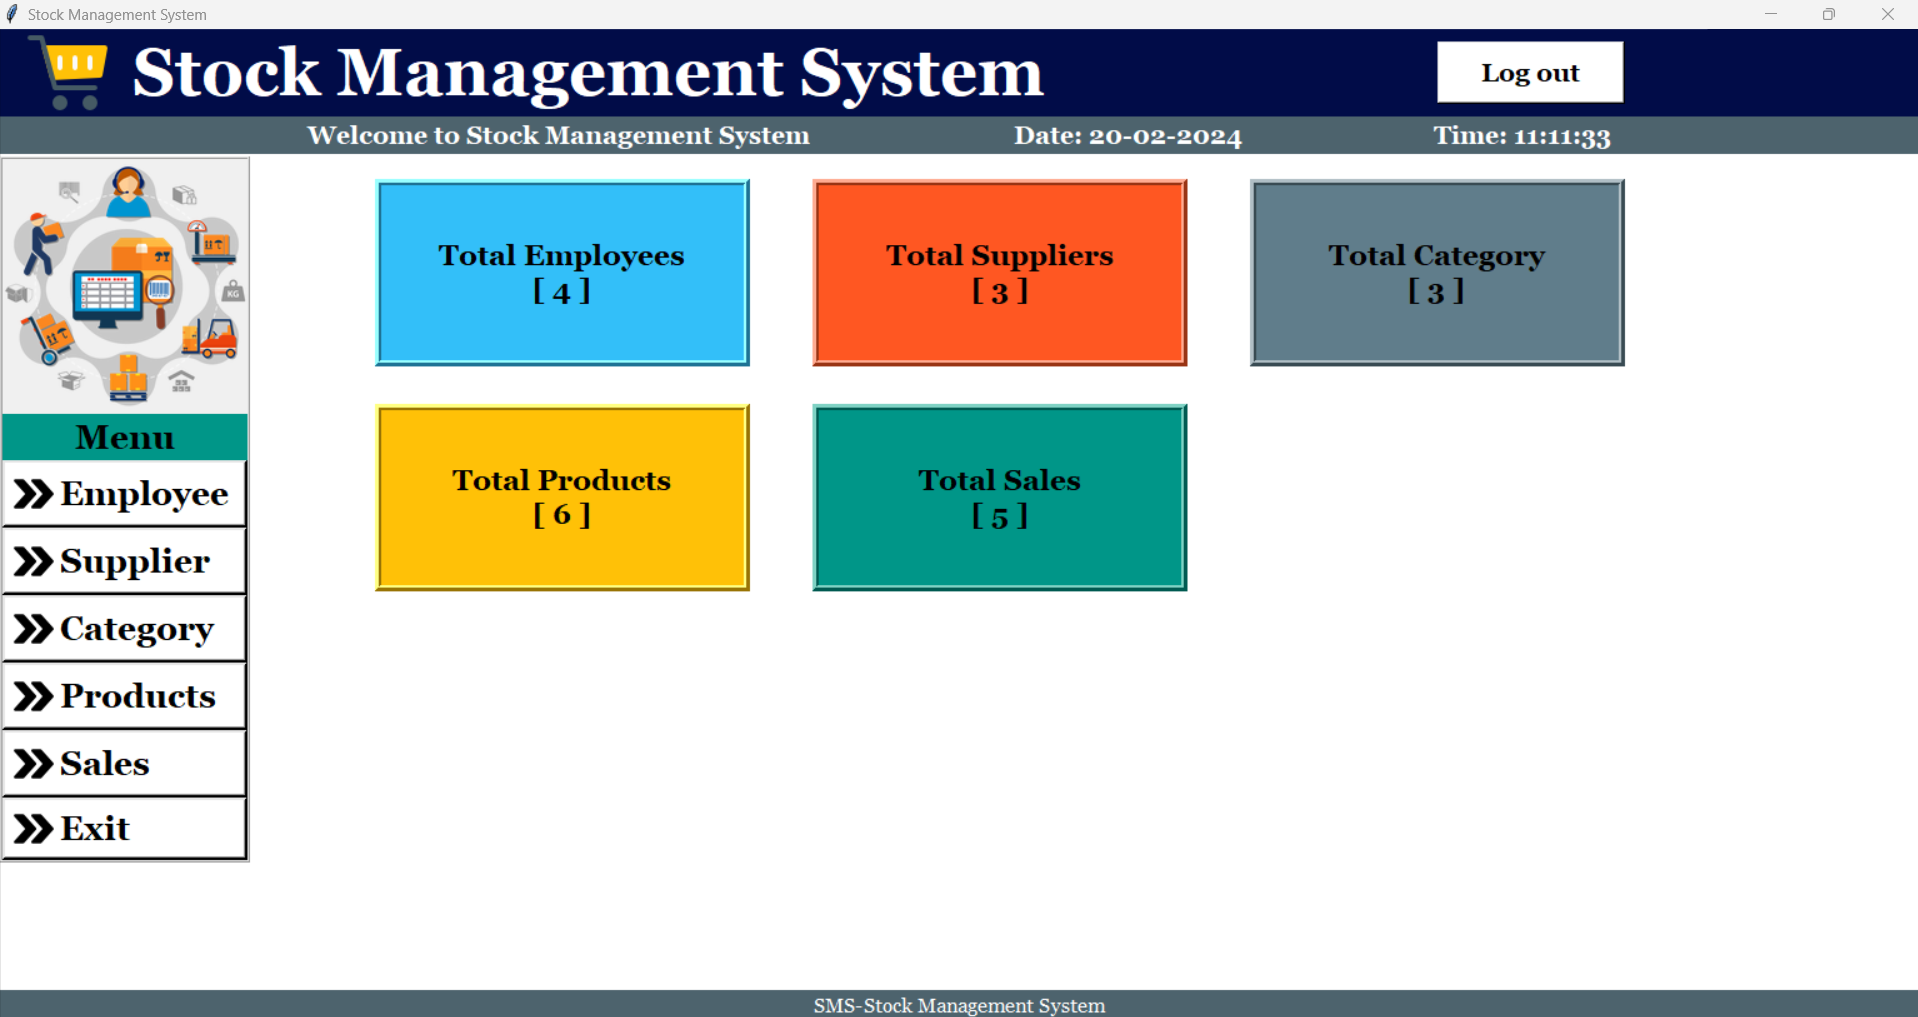 Stock Management System
Stock Management System
Log out
Welcome to Stock Management System
Date: 20-02-2024
Time: 11:11:33
Total Employees
[ 4 ]
Total Suppliers
[ 3 ]
Total Category
[ 3 ]
KG
Total Products
[ 6 ]
Total Sales
[ 5 ]
Menu
Employee
Supplier
Category
Products
Sales
Exit
SMS-Stock Management System